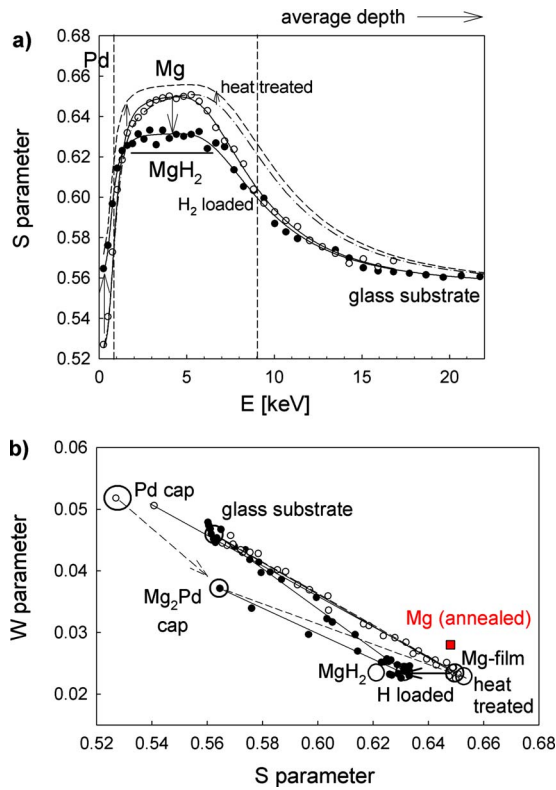 average depth
a)
0.68
0.66
0.64
0.62
0.60
0.58
0.56
0.54
0.52
S parameter
Pd
Mg
heat treated
MgH₂
H₂ loaded
glass substrate
0 5 10 15 20
E [keV]
b)
0.06
0.05
0.04
0.03
0.02
W parameter
Pd cap
glass substrate
Mg₂Pd
cap
Mg (annealed)
Mg-film
MgH₂
H loaded
heat
treated
0.52 0.54 0.56 0.58 0.60 0.62 0.64 0.66 0.68
S parameter